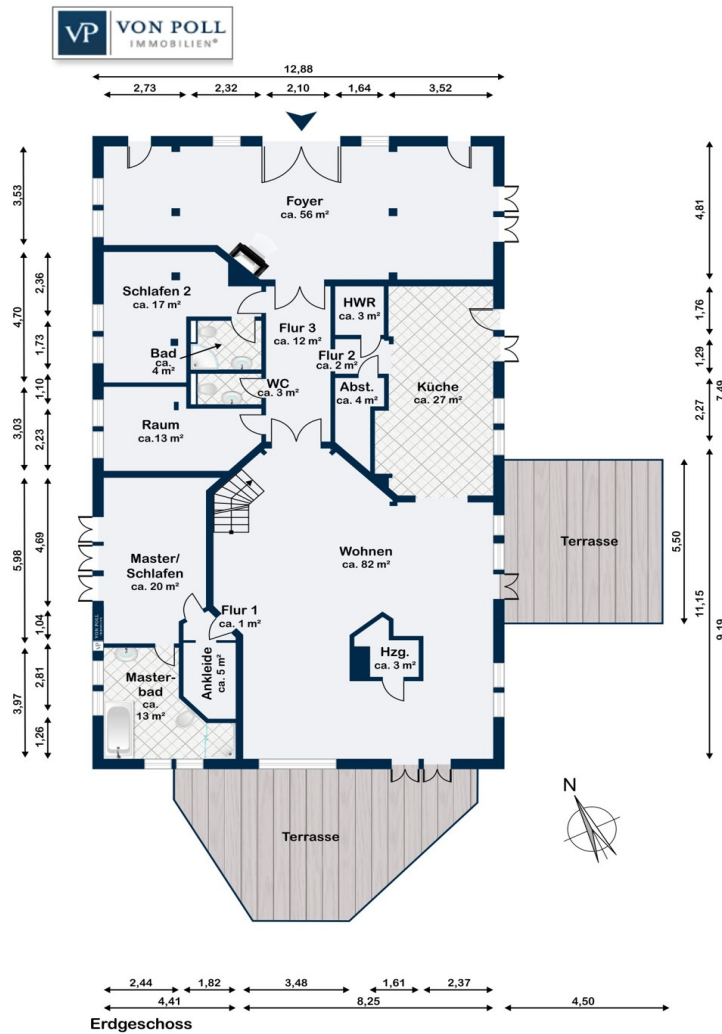 VP VON POLL
IMMOBILIEN®
12,88
2,73 2,32 2,10 1,64 3,52
3,53
4,70
3,03
5,98
3,97
2,36
1,73
1,10
2,23
4,69
1,04
2,81
1,26
Foyer
ca. 56 m²
Schlafen 2
ca. 17 m²
HWR
ca. 3 m²
Flur 3
ca. 12 m²
Flur 2
ca. 2 m²
Bad
ca.
4 m²
WC
ca. 3 m²
Abst.
ca. 4 m²
Küche
ca. 27 m²
Raum
ca.13 m²
Wohnen
ca. 82 m²
Master/
Schlafen
ca. 20 m²
Flur 1
ca. 1 m²
Hzg.
ca. 3 m²
Ankleide
ca. 5 m²
Master-
bad
ca.
13 m²
VON POLL
Terrasse
Terrasse
4,81
1,76
1,29
2,27
7,49
5,50
11,15
9,19
N
2,44 1,82 3,48 1,61 2,37
4,41 8,25 4,50
Erdgeschoss